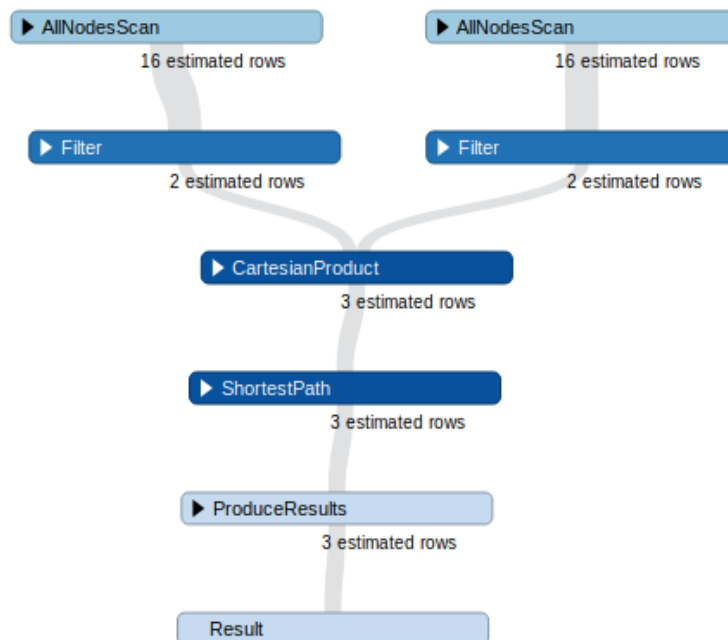 AllNodesScan
AllNodesScan
16 estimated rows
16 estimated rows
Filter
Filter
2 estimated rows
2 estimated rows
CartesianProduct
3 estimated rows
ShortestPath
3 estimated rows
ProduceResults
3 estimated rows
Result